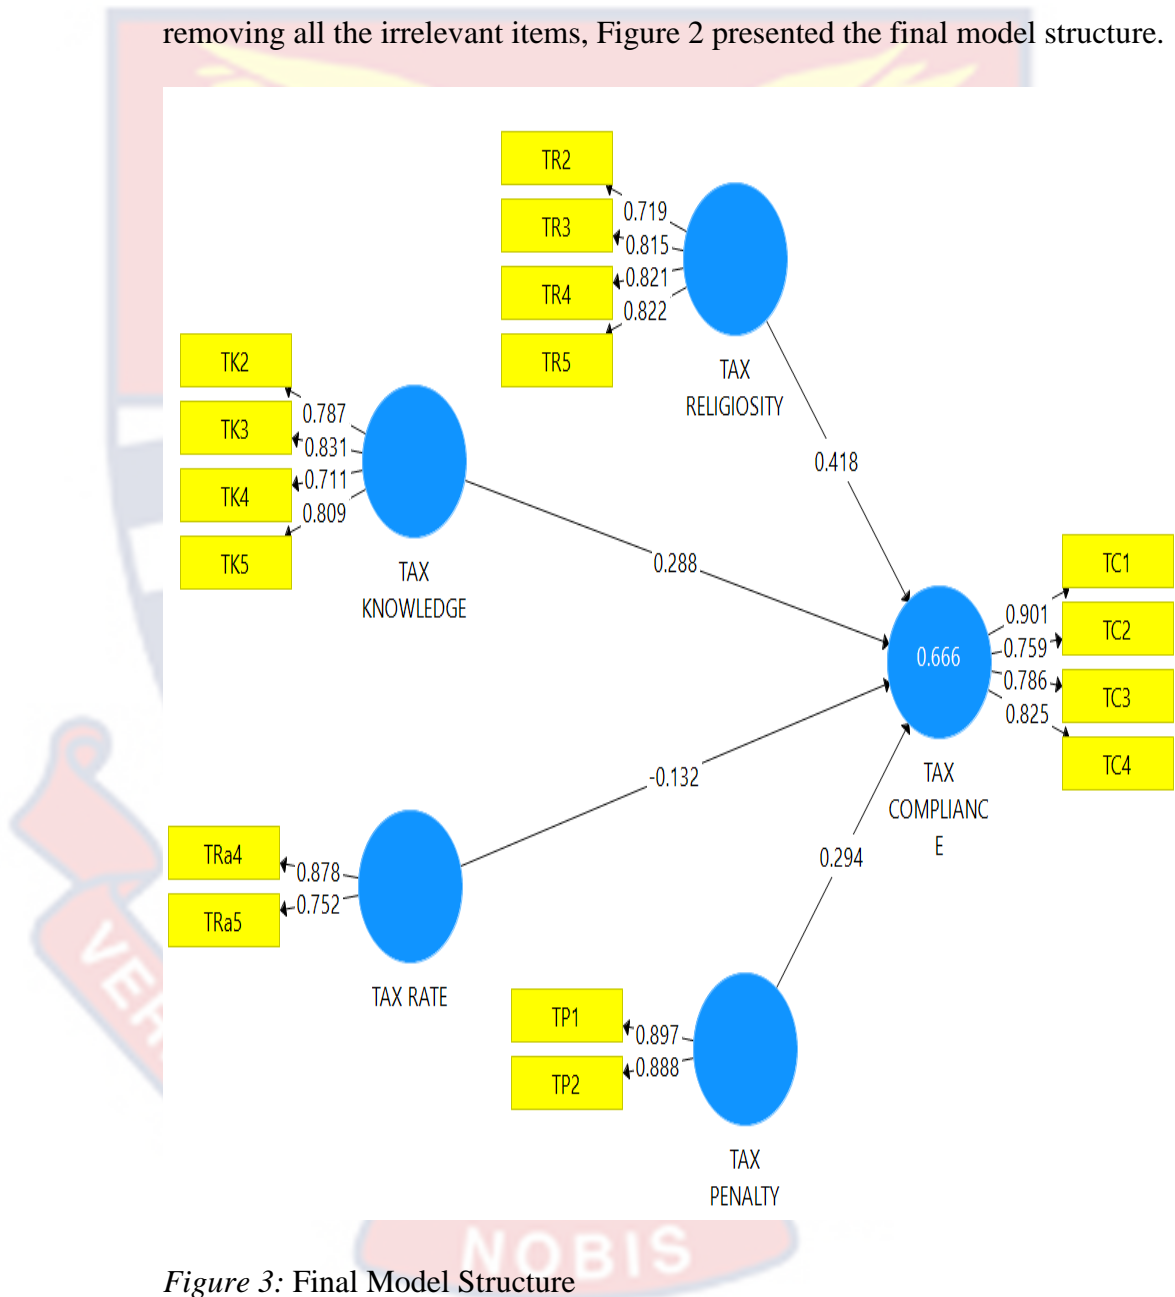 removing all the irrelevant items, Figure 2 presented the final model structure.
TR2
TR3
TR4
TR5
0.719
0.815
0.821
0.822
TAX
RELIGIOSITY
0.418
TK2
TK3
TK4
TK5
0.787
0.831
0.711
0.809
TAX
KNOWLEDGE
0.288
0.666
TAX
COMPLIANC
E
0.901
0.759
0.786
0.825
TC1
TC2
TC3
TC4
-0.132
TRa4
TRa5
0.878
0.752
TAX RATE
0.294
TP1
TP2
0.897
0.888
TAX
PENALTY
VER
NOBIS
Figure 3: Final Model Structure